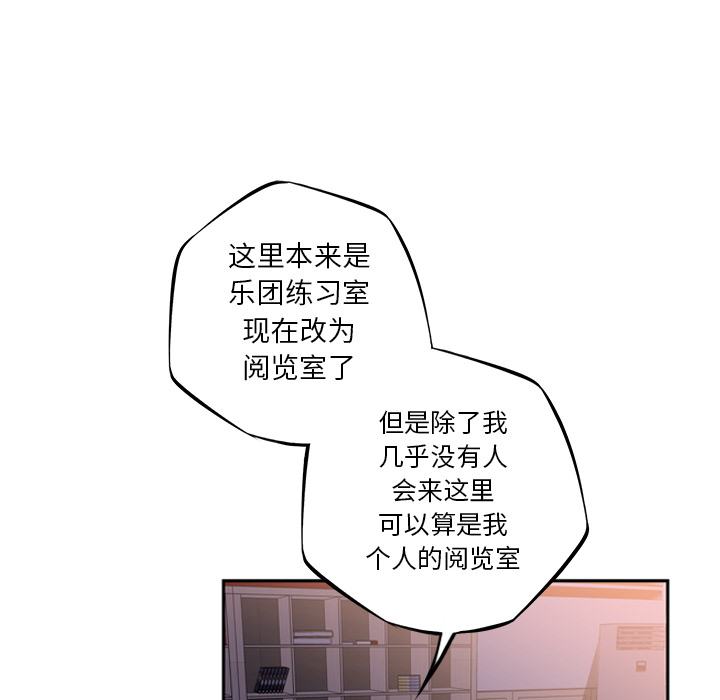 这里本来是
乐团练习室
现在改为
阅览室了
但是除了我
几乎没有人
会来这里
可以算是我
个人的阅览室